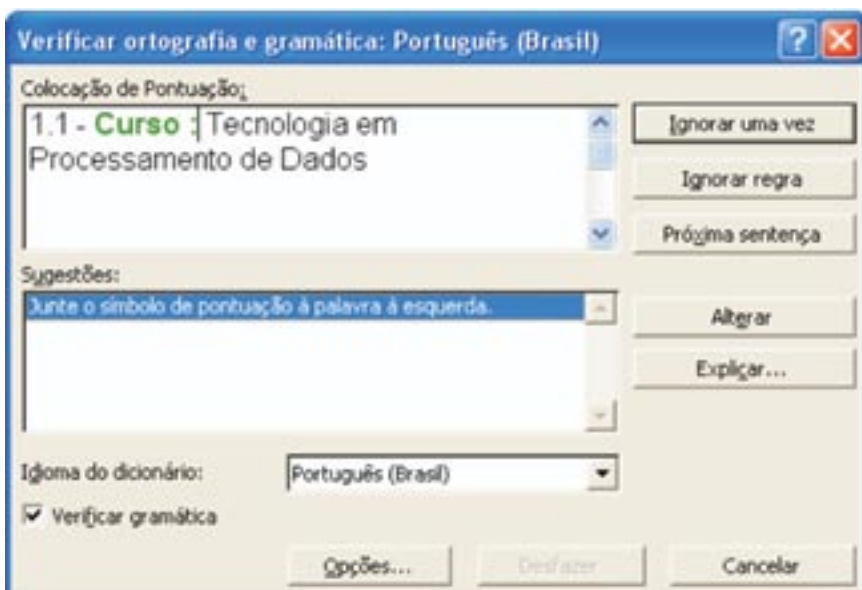 Verificar ortografia e gramática: Português (Brasil)
Colocação de Pontuação:
1.1 - Curso : Tecnologia em
Processamento de Dados
Ignorar uma vez
Ignorar regra
Próxima sentença
Sugestões:
Junte o símbolo de pontuação à palavra à esquerda.
Alterar
Explicar...
Idioma do dicionário:
Português (Brasil)
Verificar gramática
Opções...
Desfazer
Cancelar